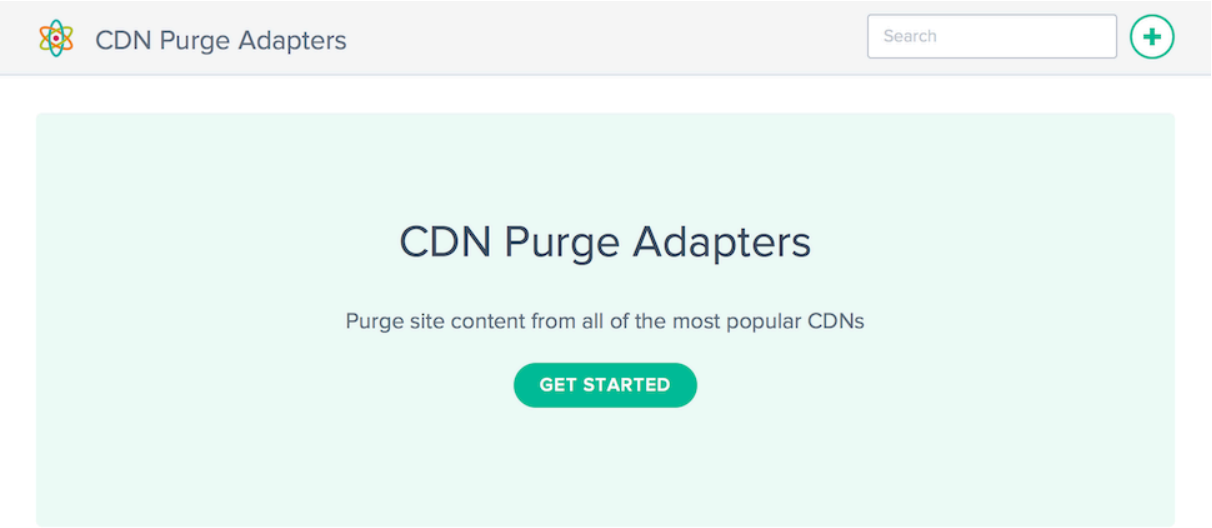 CDN Purge Adapters
Search
CDN Purge Adapters
Purge site content from all of the most popular CDNs
GET STARTED